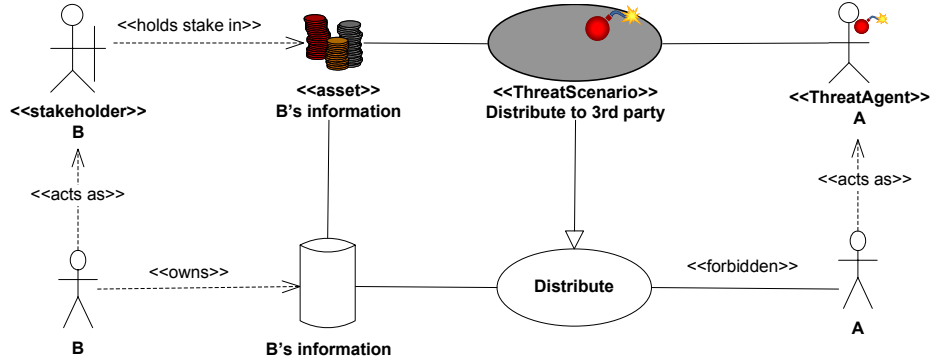 <<holds stake in>>
<<stakeholder>>
B
<<asset>>
B's information
<<ThreatScenario>>
Distribute to 3rd party
<<ThreatAgent>>
A
<<acts as>>
<<acts as>>
<<owns>>
Distribute
<<forbidden>>
B
B's information
A